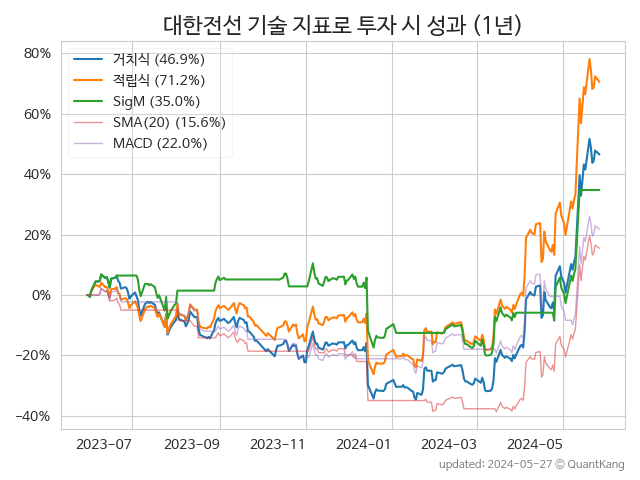 대한전선 기술 지표로 투자 시 성과 (1년)
거치식 (46.9%)
적립식 (71.2%)
SigM (35.0%)
SMA(20) (15.6%)
MACD (22.0%)
80%
60%
40%
20%
0%
−20%
−40%
2023-07 2023-09 2023-11 2024-01 2024-03 2024-05
updated: 2024-05-27 © QuantKang